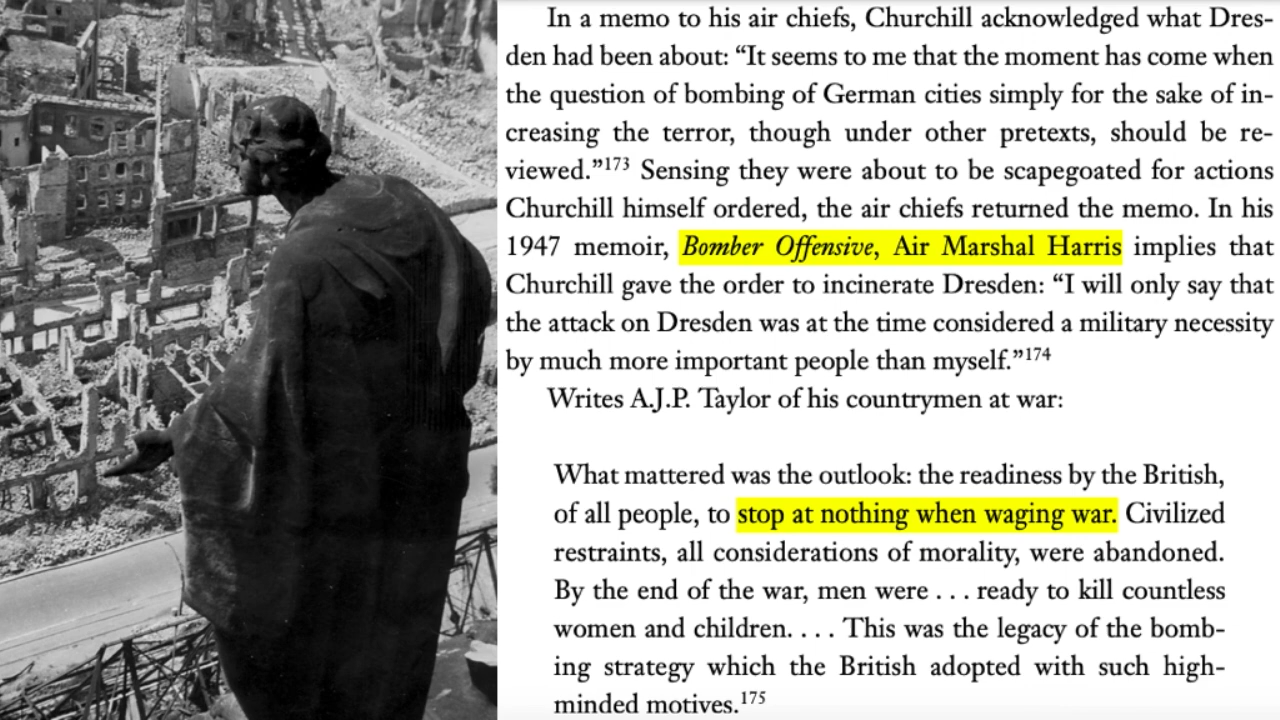 In a memo to his air chiefs, Churchill acknowledged what Dres-
den had been about: “It seems to me that the moment has come when
the question of bombing of German cities simply for the sake of in-
creasing the terror, though under other pretexts, should be re-
viewed.”173 Sensing they were about to be scapegoated for actions
Churchill himself ordered, the air chiefs returned the memo. In his
1947 memoir, Bomber Offensive, Air Marshal Harris implies that
Churchill gave the order to incinerate Dresden: “I will only say that
the attack on Dresden was at the time considered a military necessity
by much more important people than myself.”174
Writes A.J.P. Taylor of his countrymen at war:
What mattered was the outlook: the readiness by the British,
of all people, to stop at nothing when waging war. Civilized
restraints, all considerations of morality, were abandoned.
By the end of the war, men were . . . ready to kill countless
women and children. . . . This was the legacy of the bomb-
ing strategy which the British adopted with such high-
minded motives.175